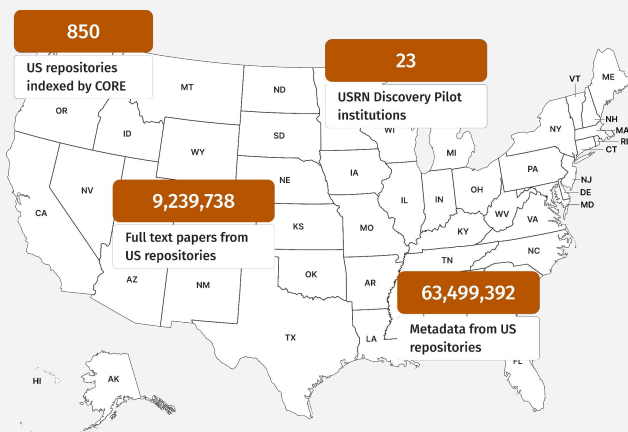 850
US repositories
indexed by CORE
23
USRN Discovery Pilot
institutions
MT
ND
OR
ID
SD
WY
WI
MI
VT
ME
NH
NY
MA
RI
CT
PA
NJ
DE
MD
NV
CA
NE
IA
IL
IN
OH
WV
VA
9,239,738
Full text papers from
US repositories
KS
MO
KY
NC
TN
AZ
NM
OK
AR
63,499,392
Metadata from US
repositories
TX
LA
FL
HI
AK